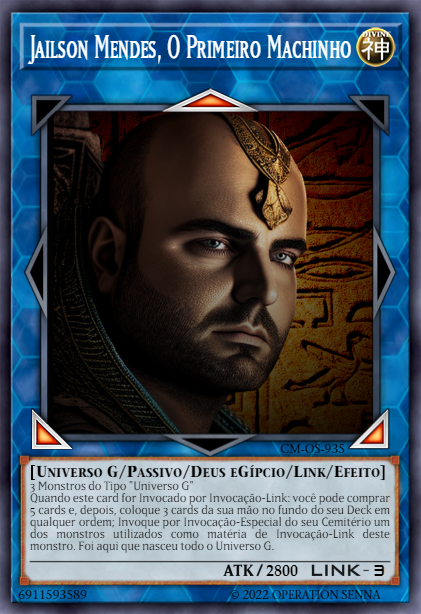 Jailson Mendes, O Primeiro Machinho
DIVINE
神
CM-OS-935
[Universo G/Passivo/Deus eGípcio/Link/Efeito]
3 Monstros do Tipo "Universo G"
Quando este card for Invocado por Invocação-Link: você pode comprar
5 cards e, depois, coloque 3 cards da sua mão no fundo do seu Deck em
qualquer ordem; Invoque por Invocação-Especial do seu Cemitério um
dos monstros utilizados como matéria de Invocação-Link deste
monstro. Foi aqui que nasceu todo o Universo G.
ATK / 2800 LINK-3
6911593589 ©2022 OPERATION SENNA